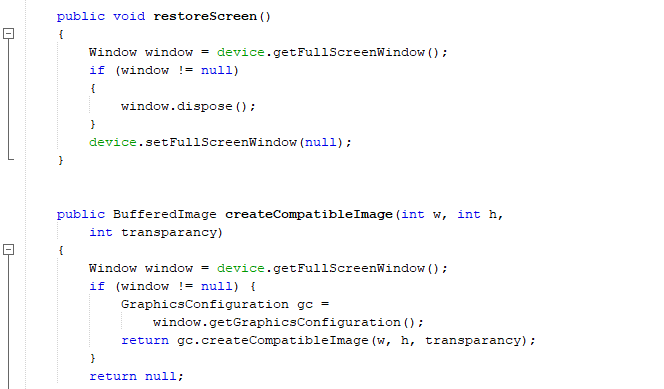 public void restoreScreen()
{
Window window = device.getFullScreenWindow();
if (window != null)
{
window.dispose();
}
device.setFullScreenWindow(null);
}
public BufferedImage createCompatibleImage(int w, int h,
int transparancy)
{
Window window = device.getFullScreenWindow();
if (window != null) {
GraphicsConfiguration gc =
window.getGraphicsConfiguration();
return gc.createCompatibleImage(w, h, transparancy);
}
return null;